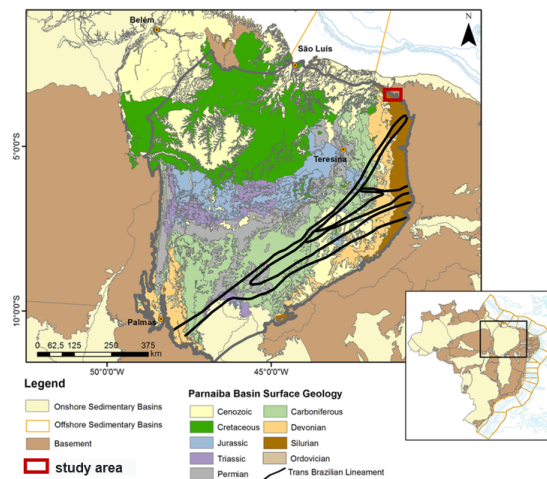 N
Belém
São Luís
5°0'0"S
Teresina
10°0'0"S
Palmas
0 62,5 125 250 375
km
50°0'0"W 45°0'0"W
Legend
Onshore Sedimentary Basins
Offshore Sedimentary Basins
Basement
study area
Parnaiba Basin Surface Geology
Cenozoic
Cretaceous
Jurassic
Triassic
Permian
Carboniferous
Devonian
Silurian
Ordovician
Trans Brazilian Lineament